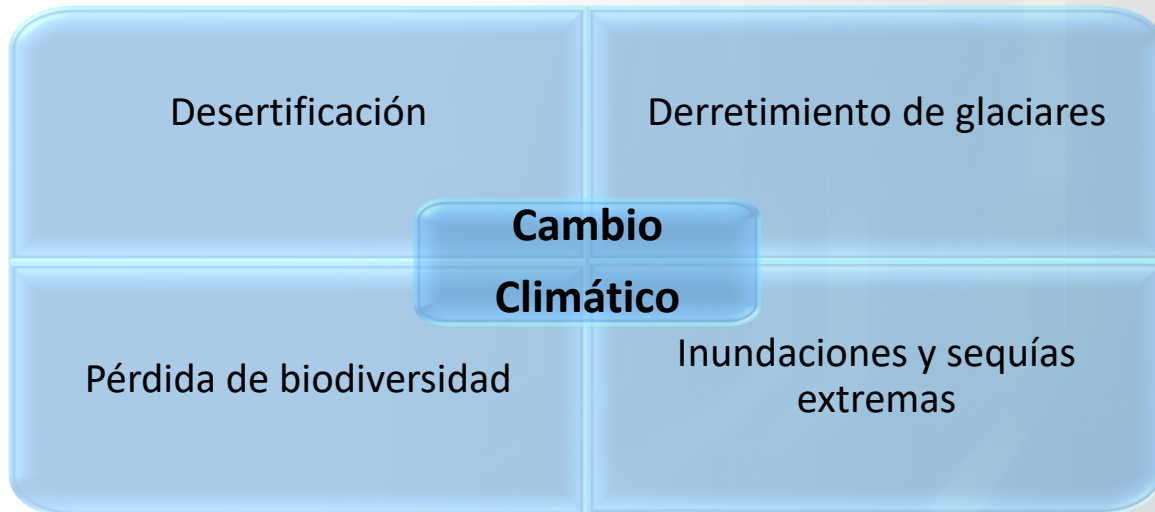 Desertificación
Derretimiento de glaciares
Cambio
Climático
Pérdida de biodiversidad
Inundaciones y sequías
extremas